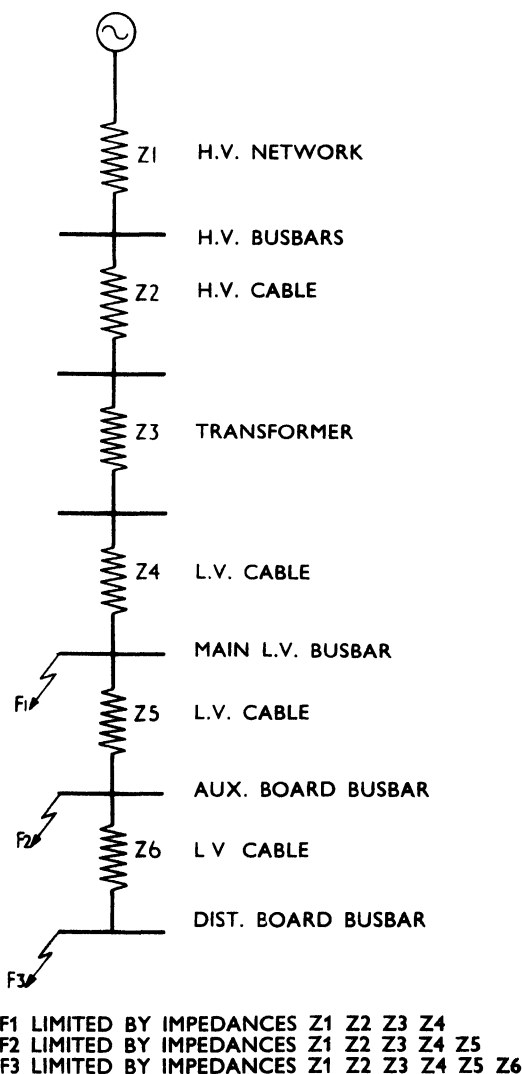 Z1 H.V. NETWORK
H.V. BUSBARS
Z2 H.V. CABLE
Z3 TRANSFORMER
Z4 L.V. CABLE
MAIN L.V. BUSBAR
F1
Z5 L.V. CABLE
AUX. BOARD BUSBAR
F2
Z6 L V CABLE
DIST. BOARD BUSBAR
F3
F1 LIMITED BY IMPEDANCES Z1 Z2 Z3 Z4
F2 LIMITED BY IMPEDANCES Z1 Z2 Z3 Z4 Z5
F3 LIMITED BY IMPEDANCES Z1 Z2 Z3 Z4 Z5 Z6